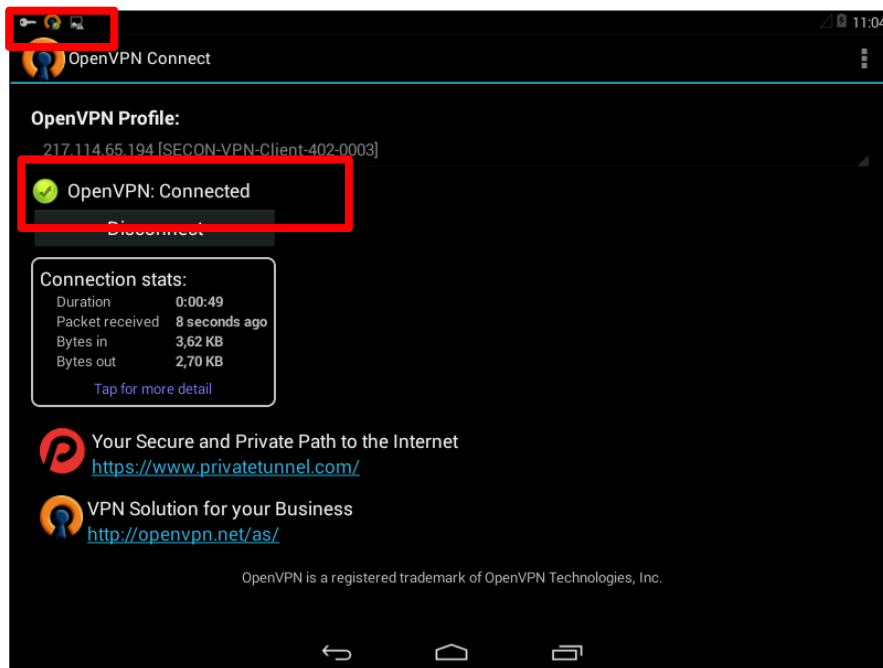 11:04
OpenVPN Connect
OpenVPN Profile:
217.114.65.194 [SECON-VPN-Client-402-0003]
OpenVPN: Connected
Disconnect
Connection stats:
Duration 0:00:49
Packet received 8 seconds ago
Bytes in 3,62 KB
Bytes out 2,70 KB
Tap for more detail
Your Secure and Private Path to the Internet
https://www.privatetunnel.com/
VPN Solution for your Business
http://openvpn.net/as/
OpenVPN is a registered trademark of OpenVPN Technologies, Inc.